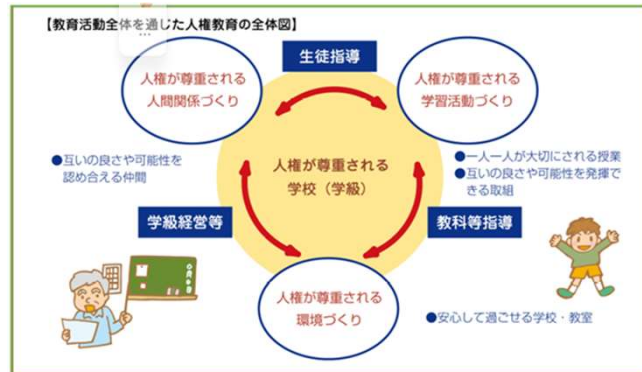 【教育活動全体を通じた人権教育の全体図】
生徒指導
人権が尊重される
人間関係づくり
人権が尊重される
学習活動づくり
●互いの良さや可能性を
認め合える仲間
人権が尊重される
学校（学級）
●一人一人が大切にされる授業
●互いの良さや可能性を発揮で
きる取組
学級経営等
教科等指導
人権が尊重される
環境づくり
●安心して過ごせる学校・教室